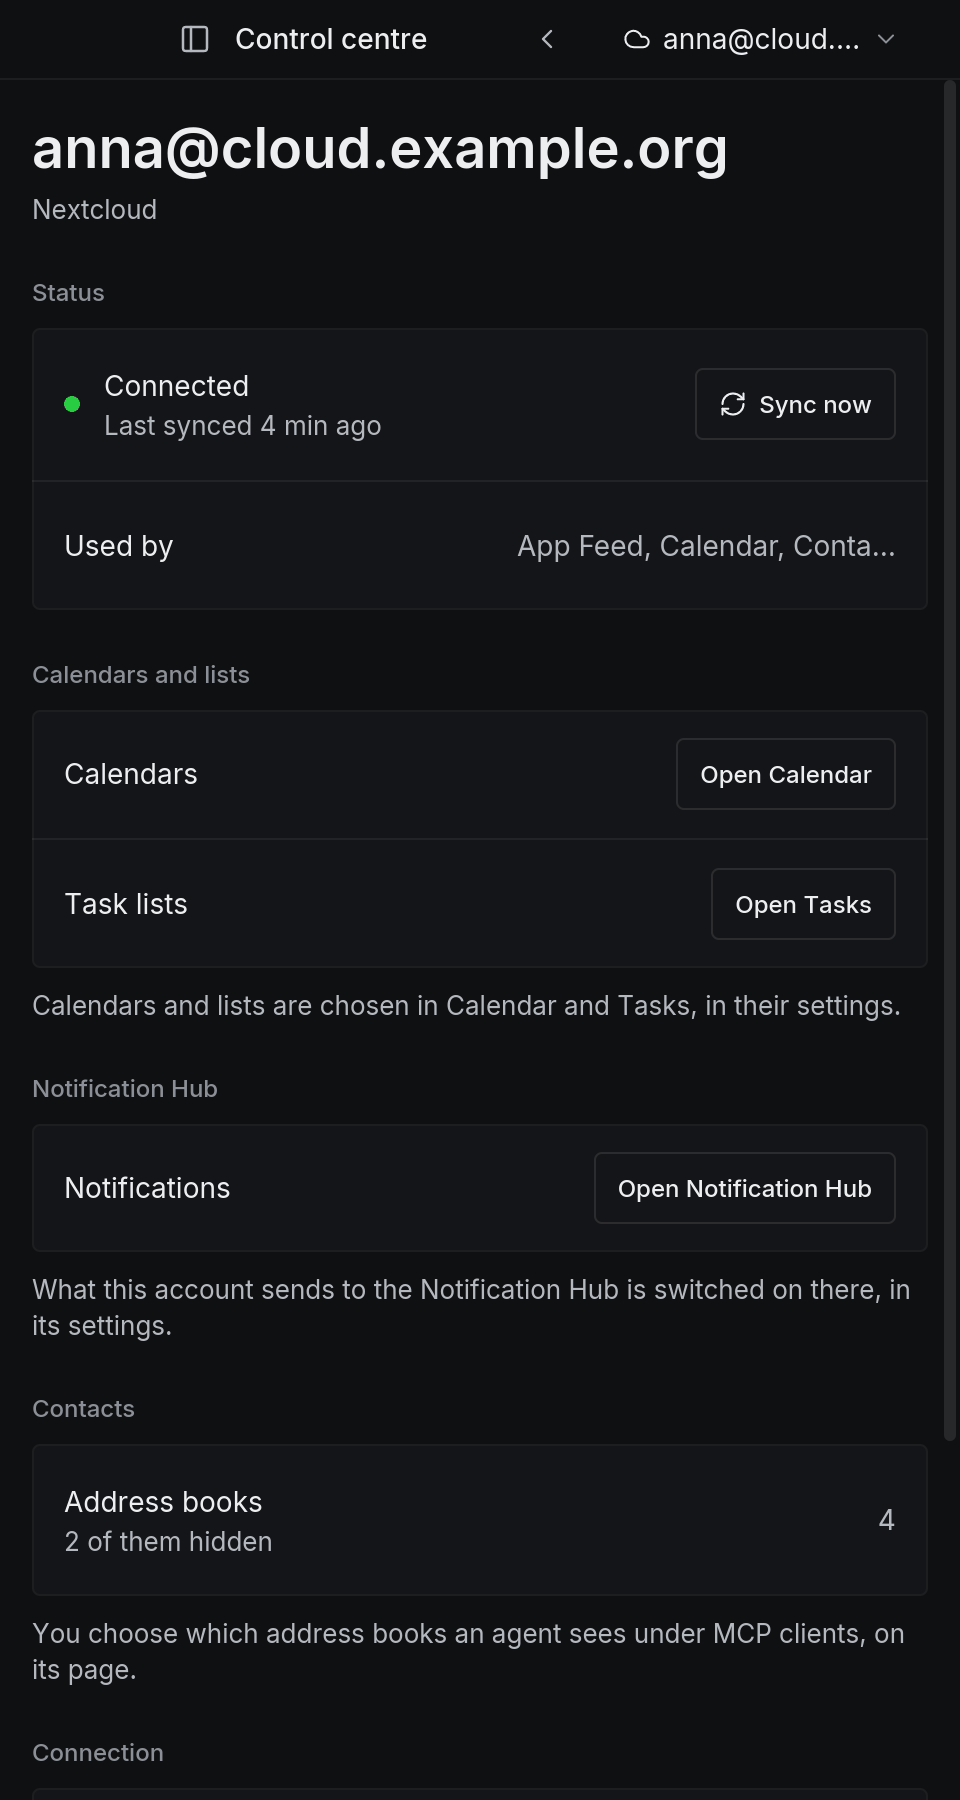 Control centre
anna@cloud....
anna@cloud.example.org
Nextcloud
Status
Connected
Last synced 4 min ago
Sync now
Used by
App Feed, Calendar, Conta...
Calendars and lists
Calendars
Open Calendar
Task lists
Open Tasks
Calendars and lists are chosen in Calendar and Tasks, in their settings.
Notification Hub
Notifications
Open Notification Hub
What this account sends to the Notification Hub is switched on there, in
its settings.
Contacts
Address books
2 of them hidden
4
You choose which address books an agent sees under MCP clients, on
its page.
Connection